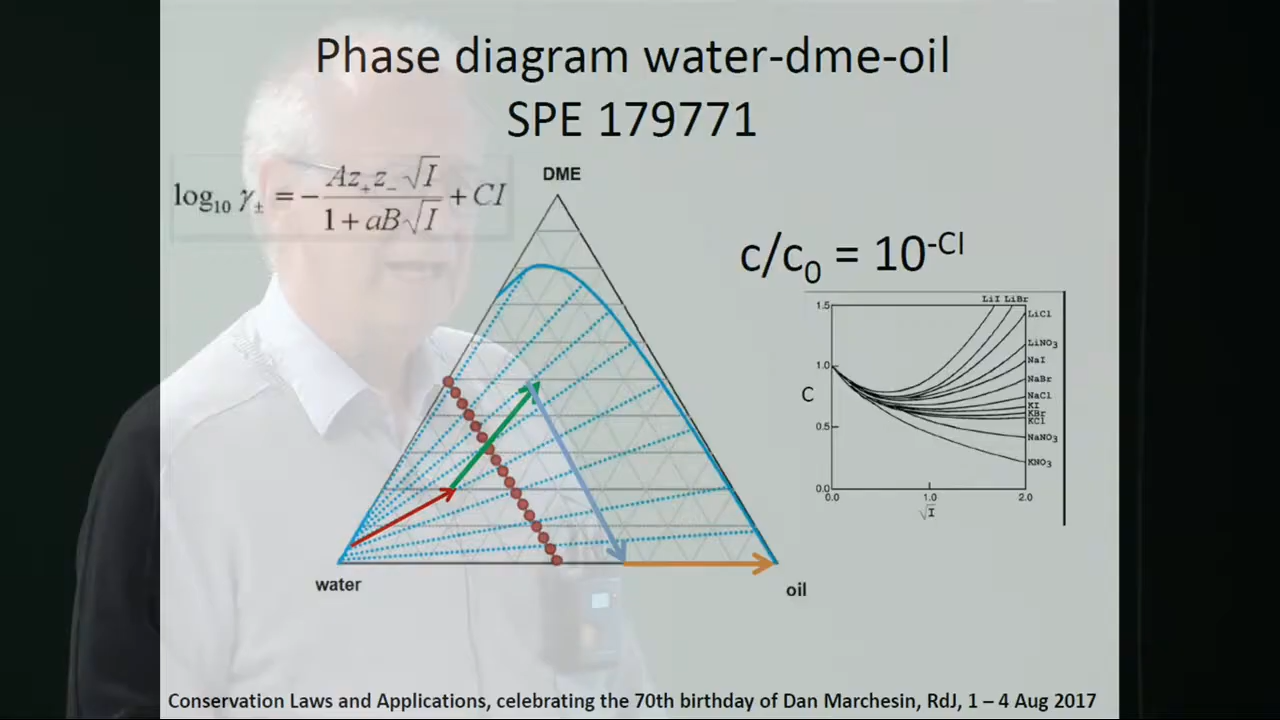 Phase diagram water-dme-oil
SPE 179771
log₁₀ γ± = − Az₊z₋√I / 1 + aB√I + CI
DME
c/c₀ = 10^-CI
LiI LiBr
1.5
LiCl
LiNO₃
1.0
NaI
NaBr
C
NaCl
KI
KBr
0.5
KCl
NaNO₃
KNO₃
0.0
0.0 1.0 2.0
√I
water
oil
Conservation Laws and Applications, celebrating the 70th birthday of Dan Marchesin, RdJ, 1 – 4 Aug 2017